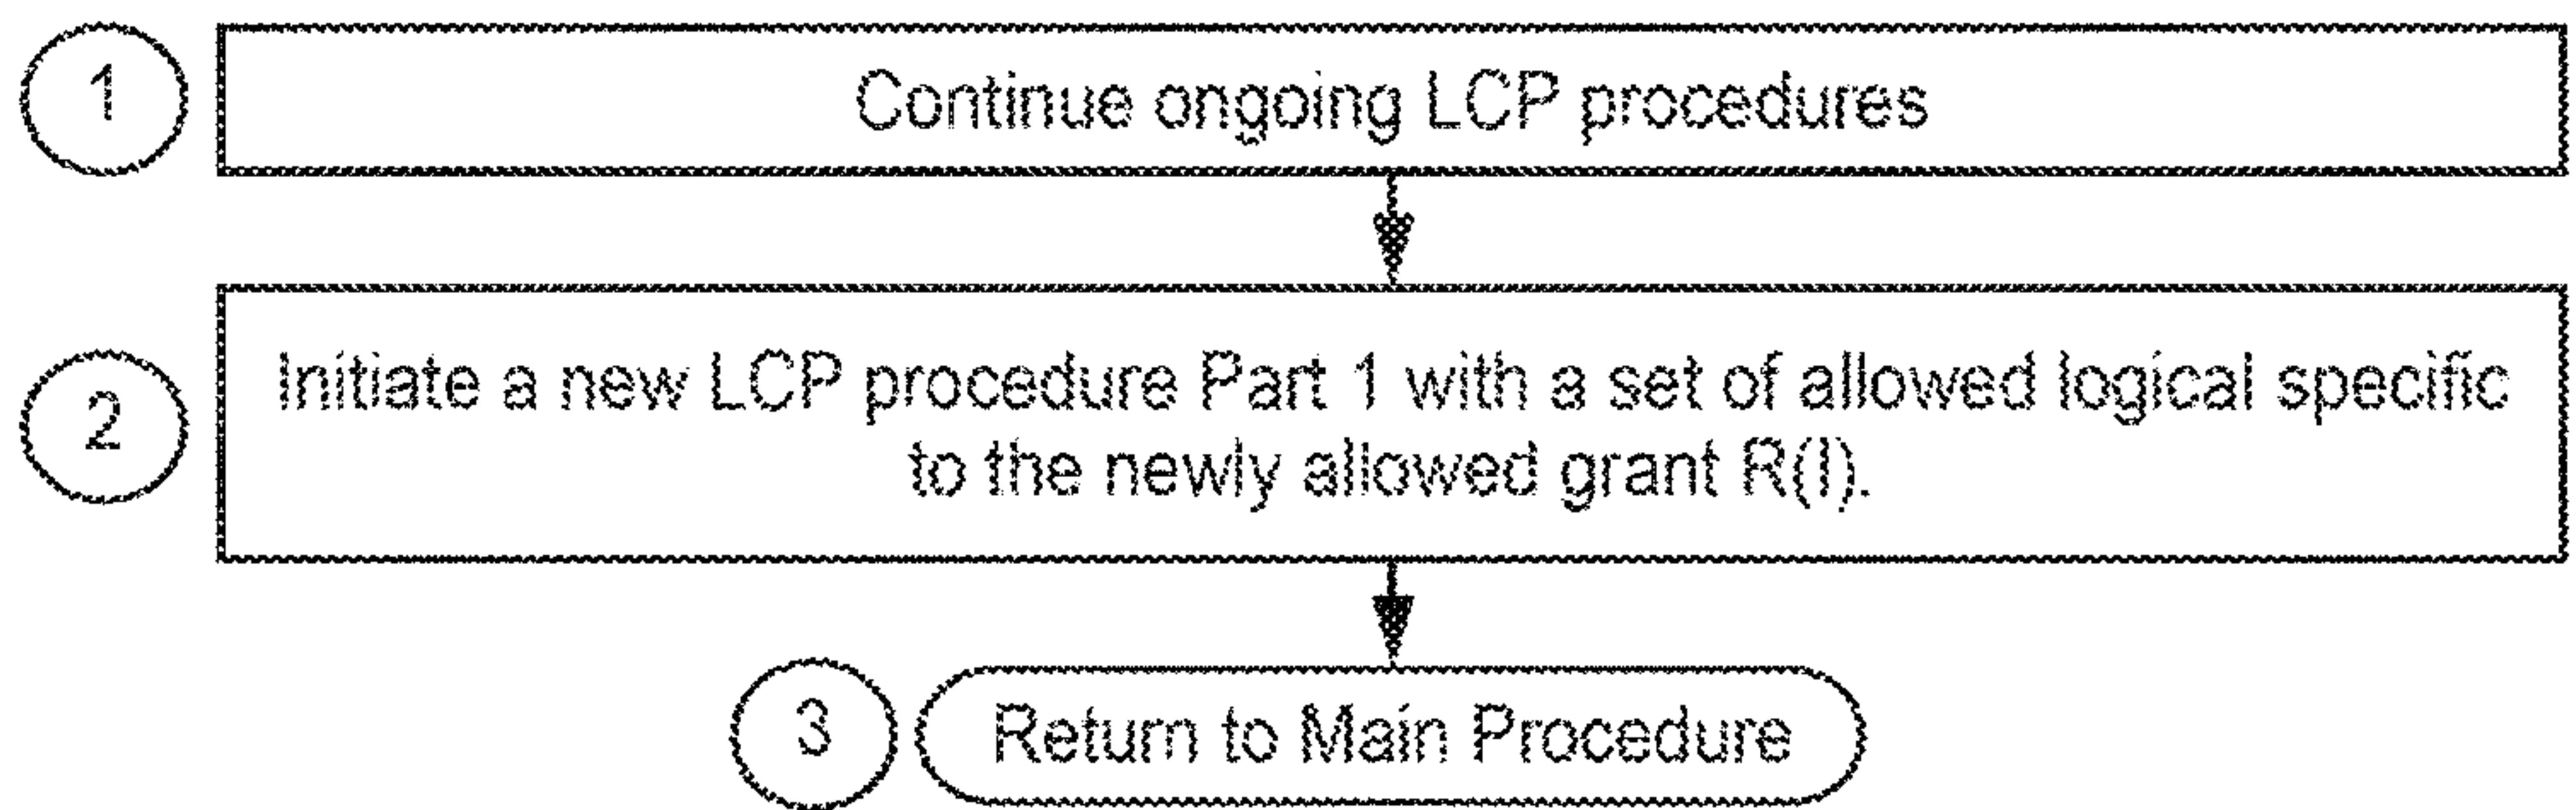 1
Continue ongoing LCP procedures
2
Initiate a new LCP procedure Part 1 with a set of allowed logical specific
to the newly allowed grant R(I).
3
Return to Main Procedure